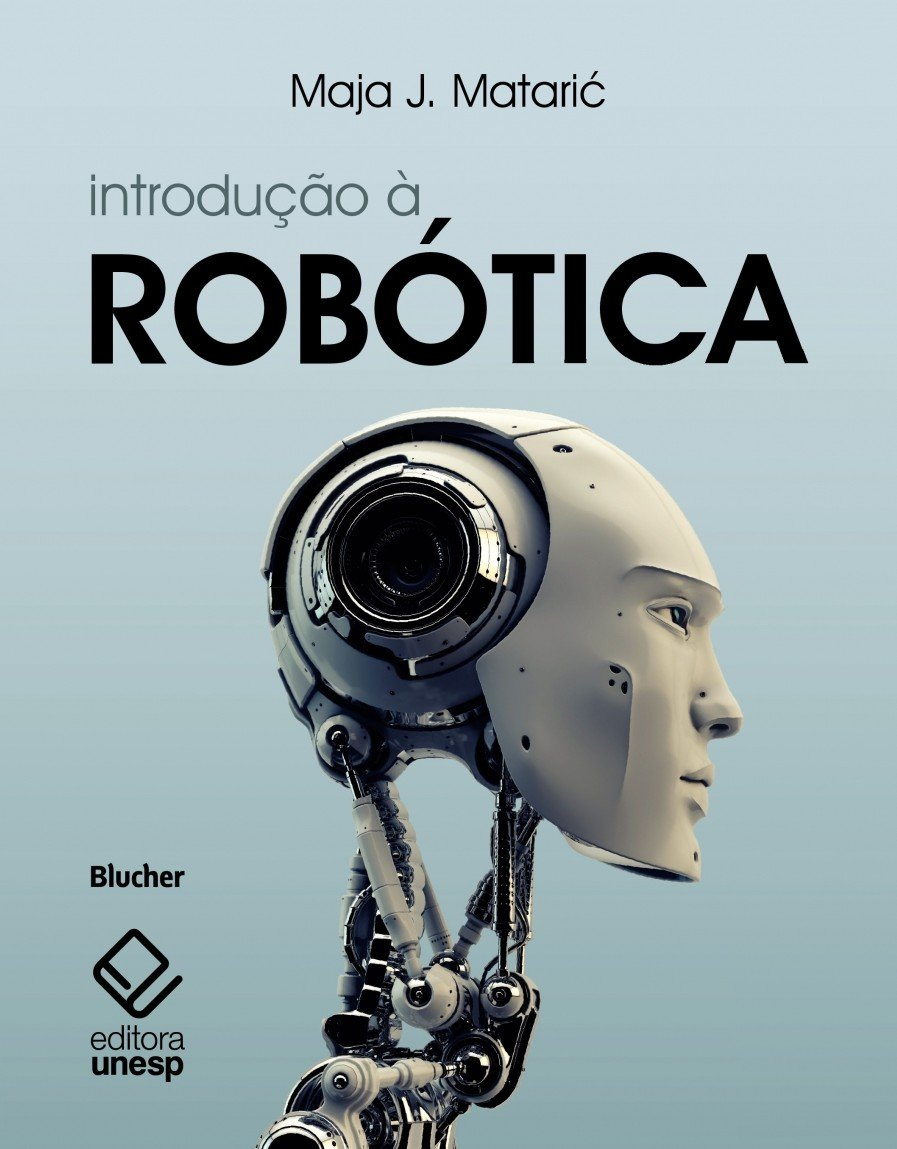 Maja J. Matarić
introdução à
ROBÓTICA
Blucher
editora
unesp